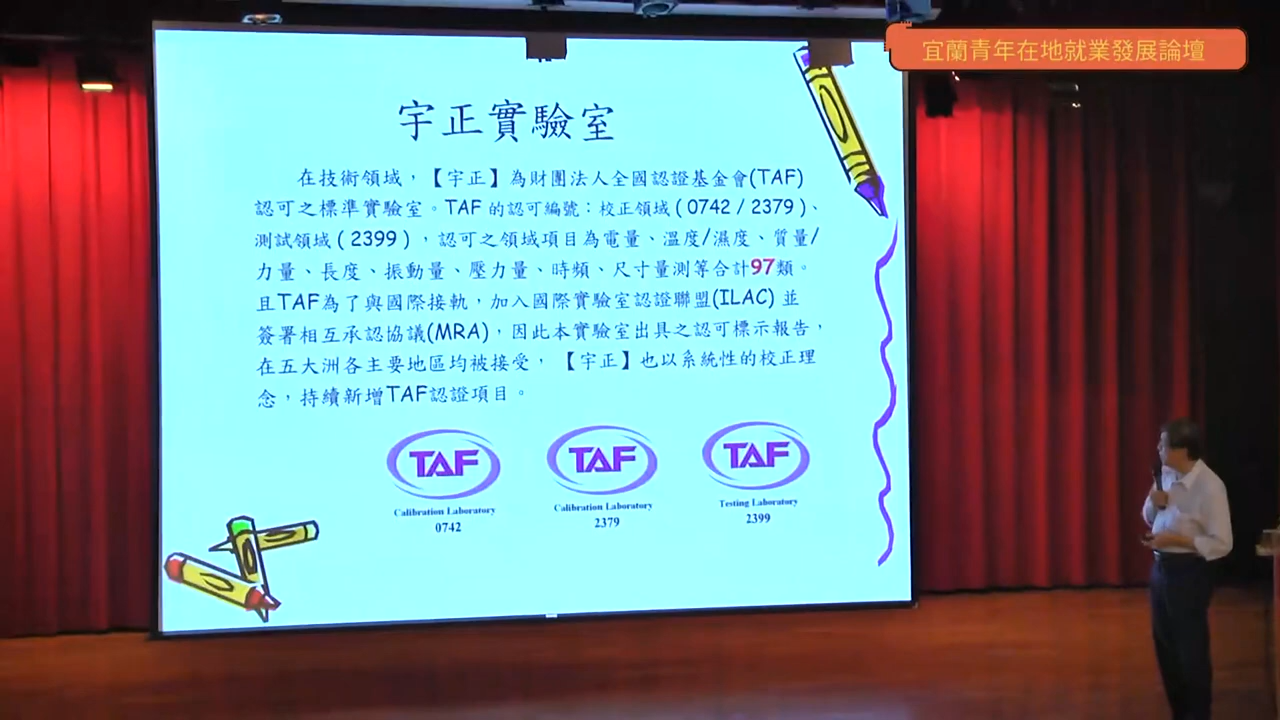 宜蘭青年在地就業發展論壇
宇正實驗室
在技術領域，【宇正】為財團法人全國認證基金會(TAF)
認可之標準實驗室。TAF 的認可編號：校正領域 ( 0742 / 2379 )、
測試領域 ( 2399 ) ，認可之領域項目為電量、溫度/濕度、質量/
力量、長度、振動量、壓力量、時頻、尺寸量測等合計97類。
且TAF為了與國際接軌，加入國際實驗室認證聯盟(ILAC) 並
簽署相互承認協議(MRA)，因此本實驗室出具之認可標示報告，
在五大洲各主要地區均被接受， 【宇正】也以系統性的校正理
念，持續新增TAF認證項目。
TAF
Calibration Laboratory
0742
TAF
Calibration Laboratory
2379
TAF
Testing Laboratory
2399